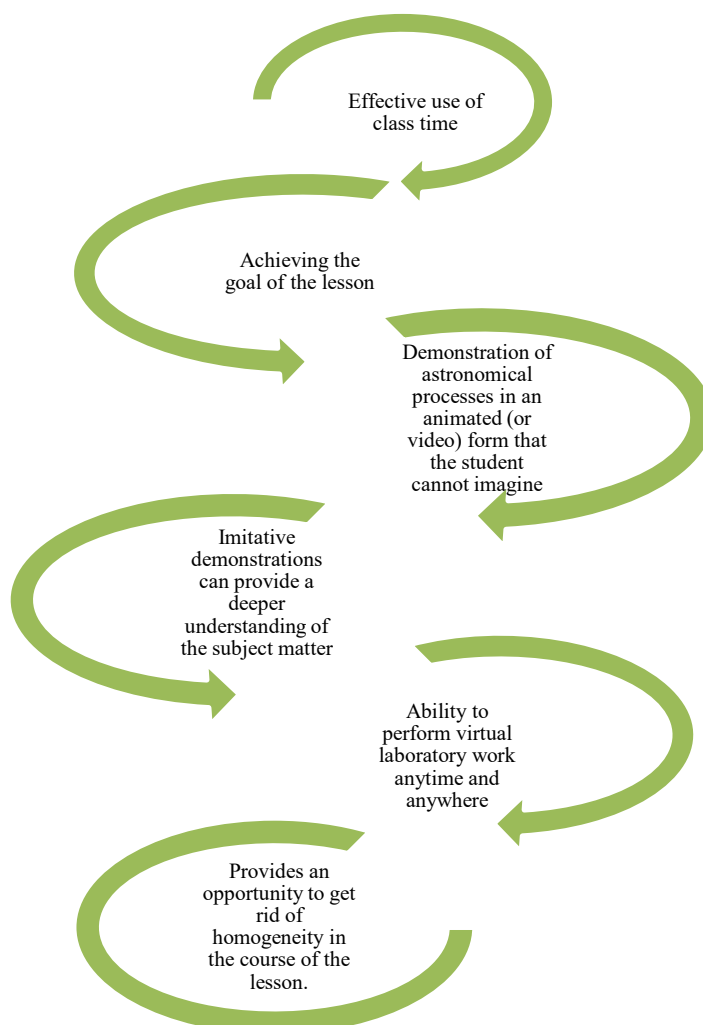 Effective use of
class time
Achieving the
goal of the lesson
Demonstration of
astronomical
processes in an
animated (or
video) form that
the student
cannot imagine
Imitative
demonstrations
can provide a
deeper
understanding of
the subject matter
Ability to
perform virtual
laboratory work
anytime and
anywhere
Provides an
opportunity to get
rid of
homogeneity in
the course of the
lesson.